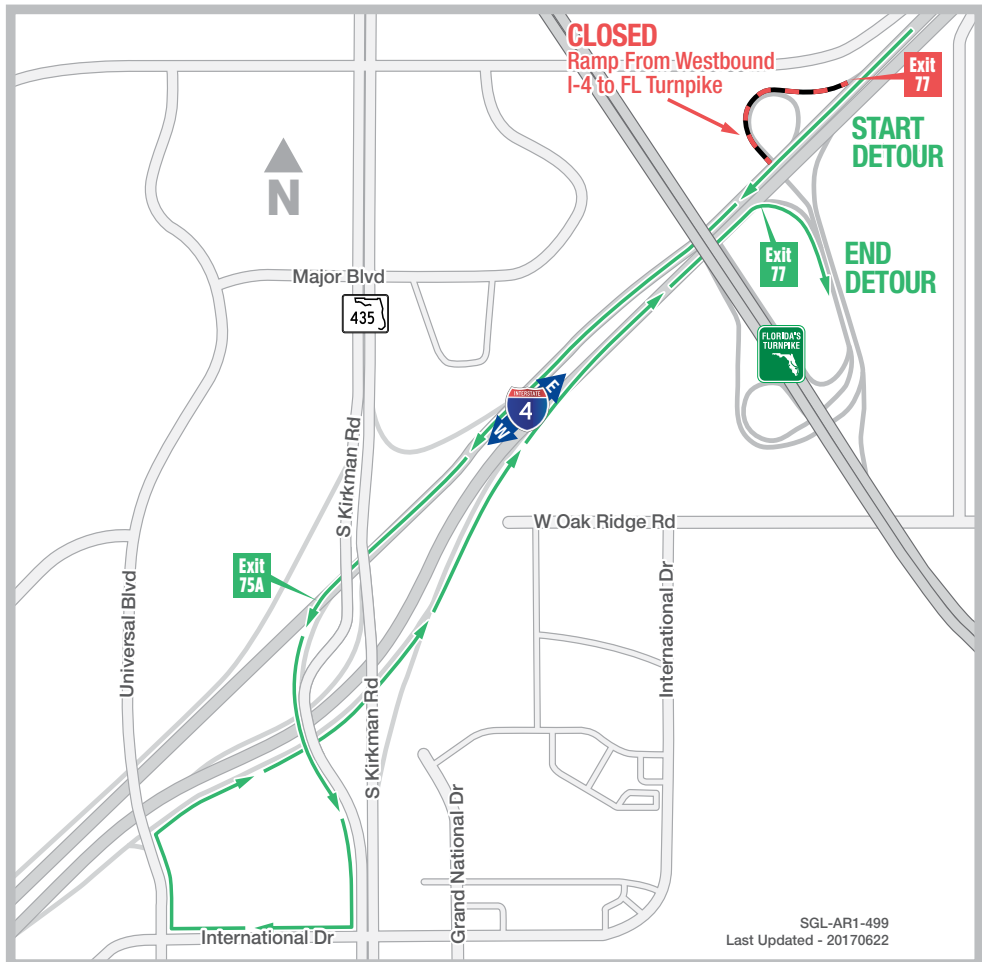 CLOSED
Ramp From Westbound
I-4 to FL Turnpike
Exit
77
START
DETOUR
N
Exit
77
END
DETOUR
Major Blvd
435
FLORIDA'S
TURNPIKE
E
INTERSTATE
4
W
S Kirkman Rd
W Oak Ridge Rd
Exit
75A
Universal Blvd
International Dr
S Kirkman Rd
Grand National Dr
International Dr
SGL-AR1-499
Last Updated - 20170622